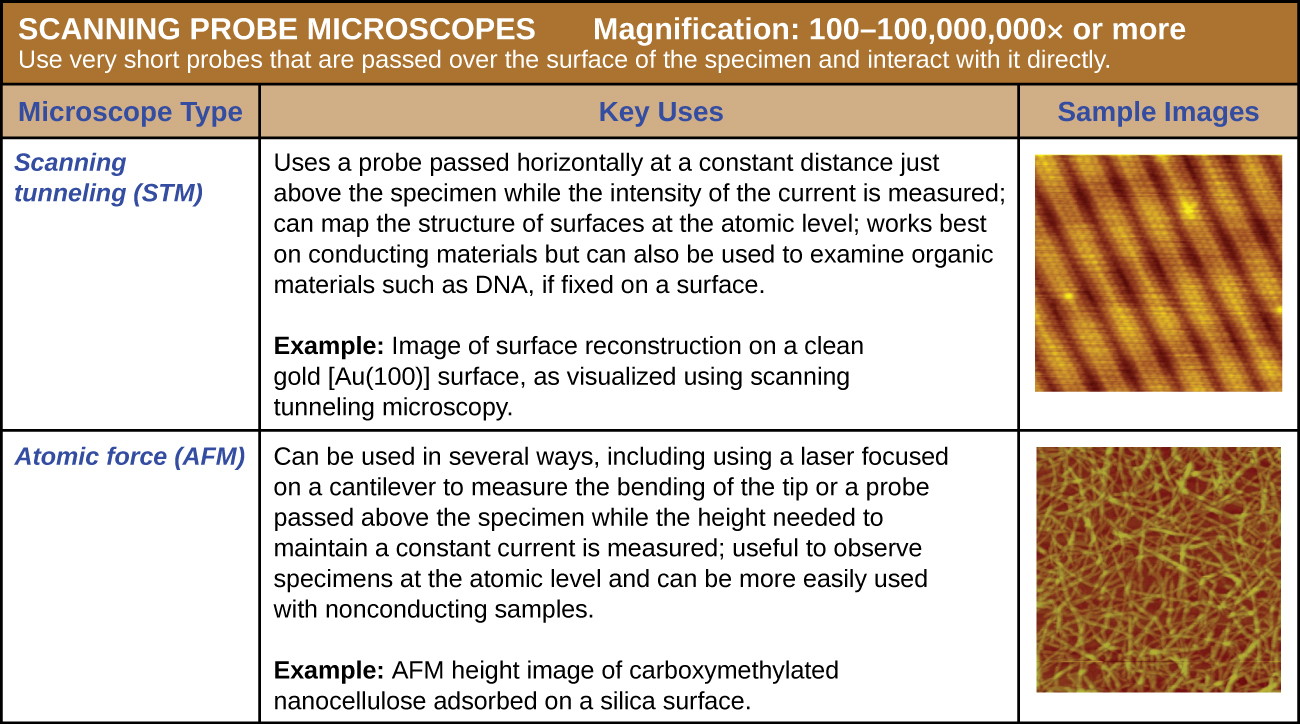 SCANNING PROBE MICROSCOPES Magnification: 100–100,000,000× or more
Use very short probes that are passed over the surface of the specimen and interact with it directly.
Microscope Type Key Uses Sample Images
Scanning
tunneling (STM)
Uses a probe passed horizontally at a constant distance just
above the specimen while the intensity of the current is measured;
can map the structure of surfaces at the atomic level; works best
on conducting materials but can also be used to examine organic
materials such as DNA, if fixed on a surface.
Example: Image of surface reconstruction on a clean
gold [Au(100)] surface, as visualized using scanning
tunneling microscopy.
Atomic force (AFM)
Can be used in several ways, including using a laser focused
on a cantilever to measure the bending of the tip or a probe
passed above the specimen while the height needed to
maintain a constant current is measured; useful to observe
specimens at the atomic level and can be more easily used
with nonconducting samples.
Example: AFM height image of carboxymethylated
nanocellulose adsorbed on a silica surface.